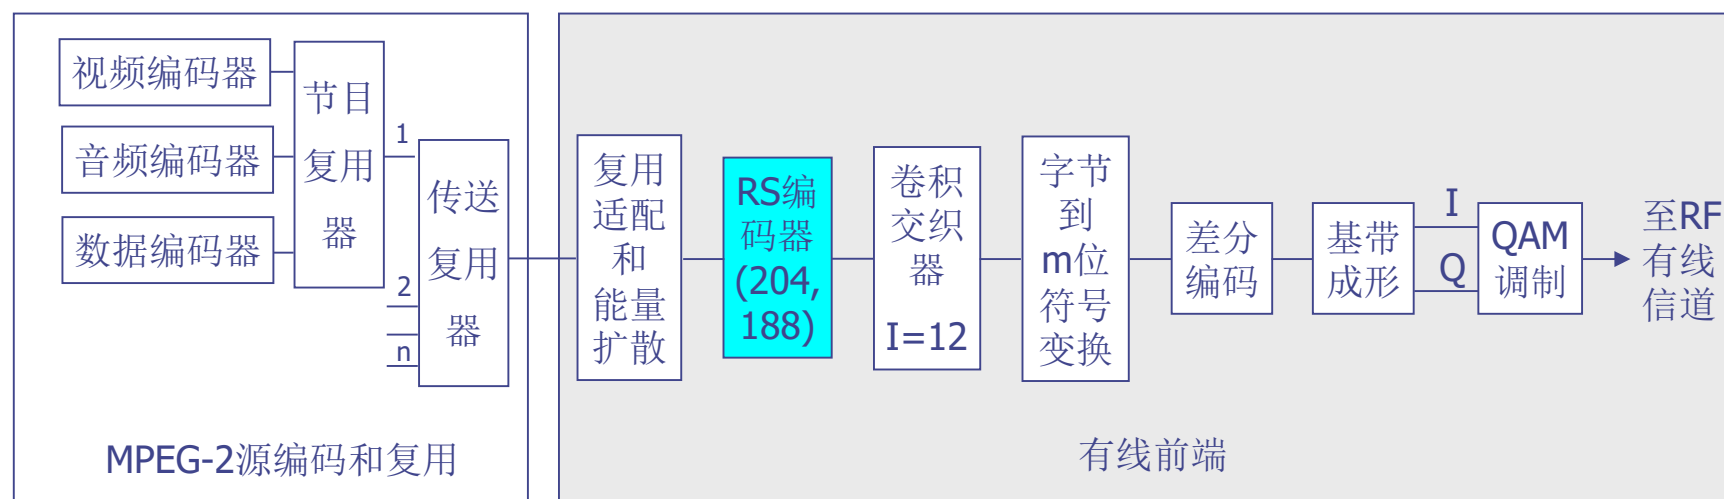 视频编码器
音频编码器
数据编码器
节目
复用
器
1
2
n
传送
复用
器
MPEG-2源编码和复用
复用
适配
和
能量
扩散
RS编
码器
(204,
188)
卷积
交织
器
I=12
字节
到
m位
符号
变换
差分
编码
基带
成形
I
Q
QAM
调制
至RF
有线
信道
有线前端